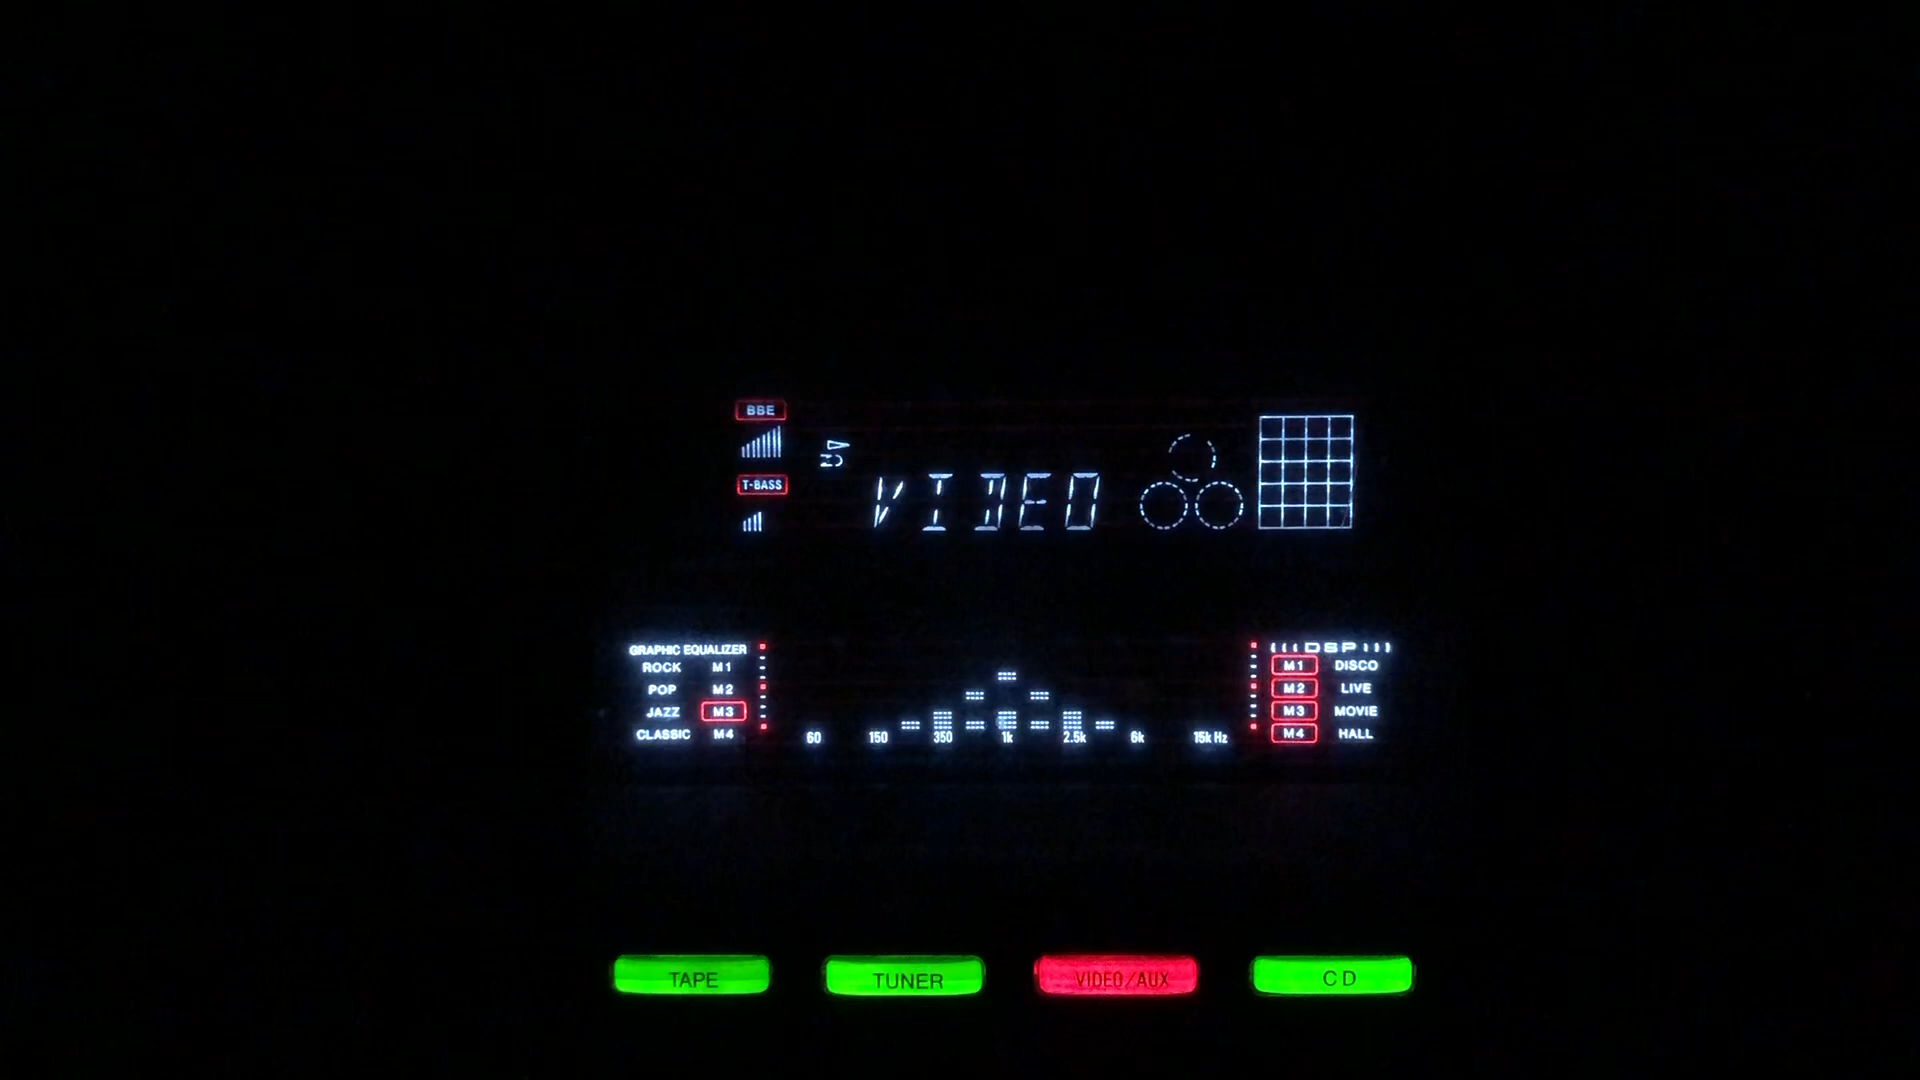 BBE
T-BASS
VIDEO
GRAPHIC EQUALIZER
ROCK M1
POP M2
JAZZ M3
CLASSIC M4
60 150 350 1k 2.5k 6k 15k Hz
DSP
M1 DISCO
M2 LIVE
M3 MOVIE
M4 HALL
TAPE TUNER VIDEO/AUX CD